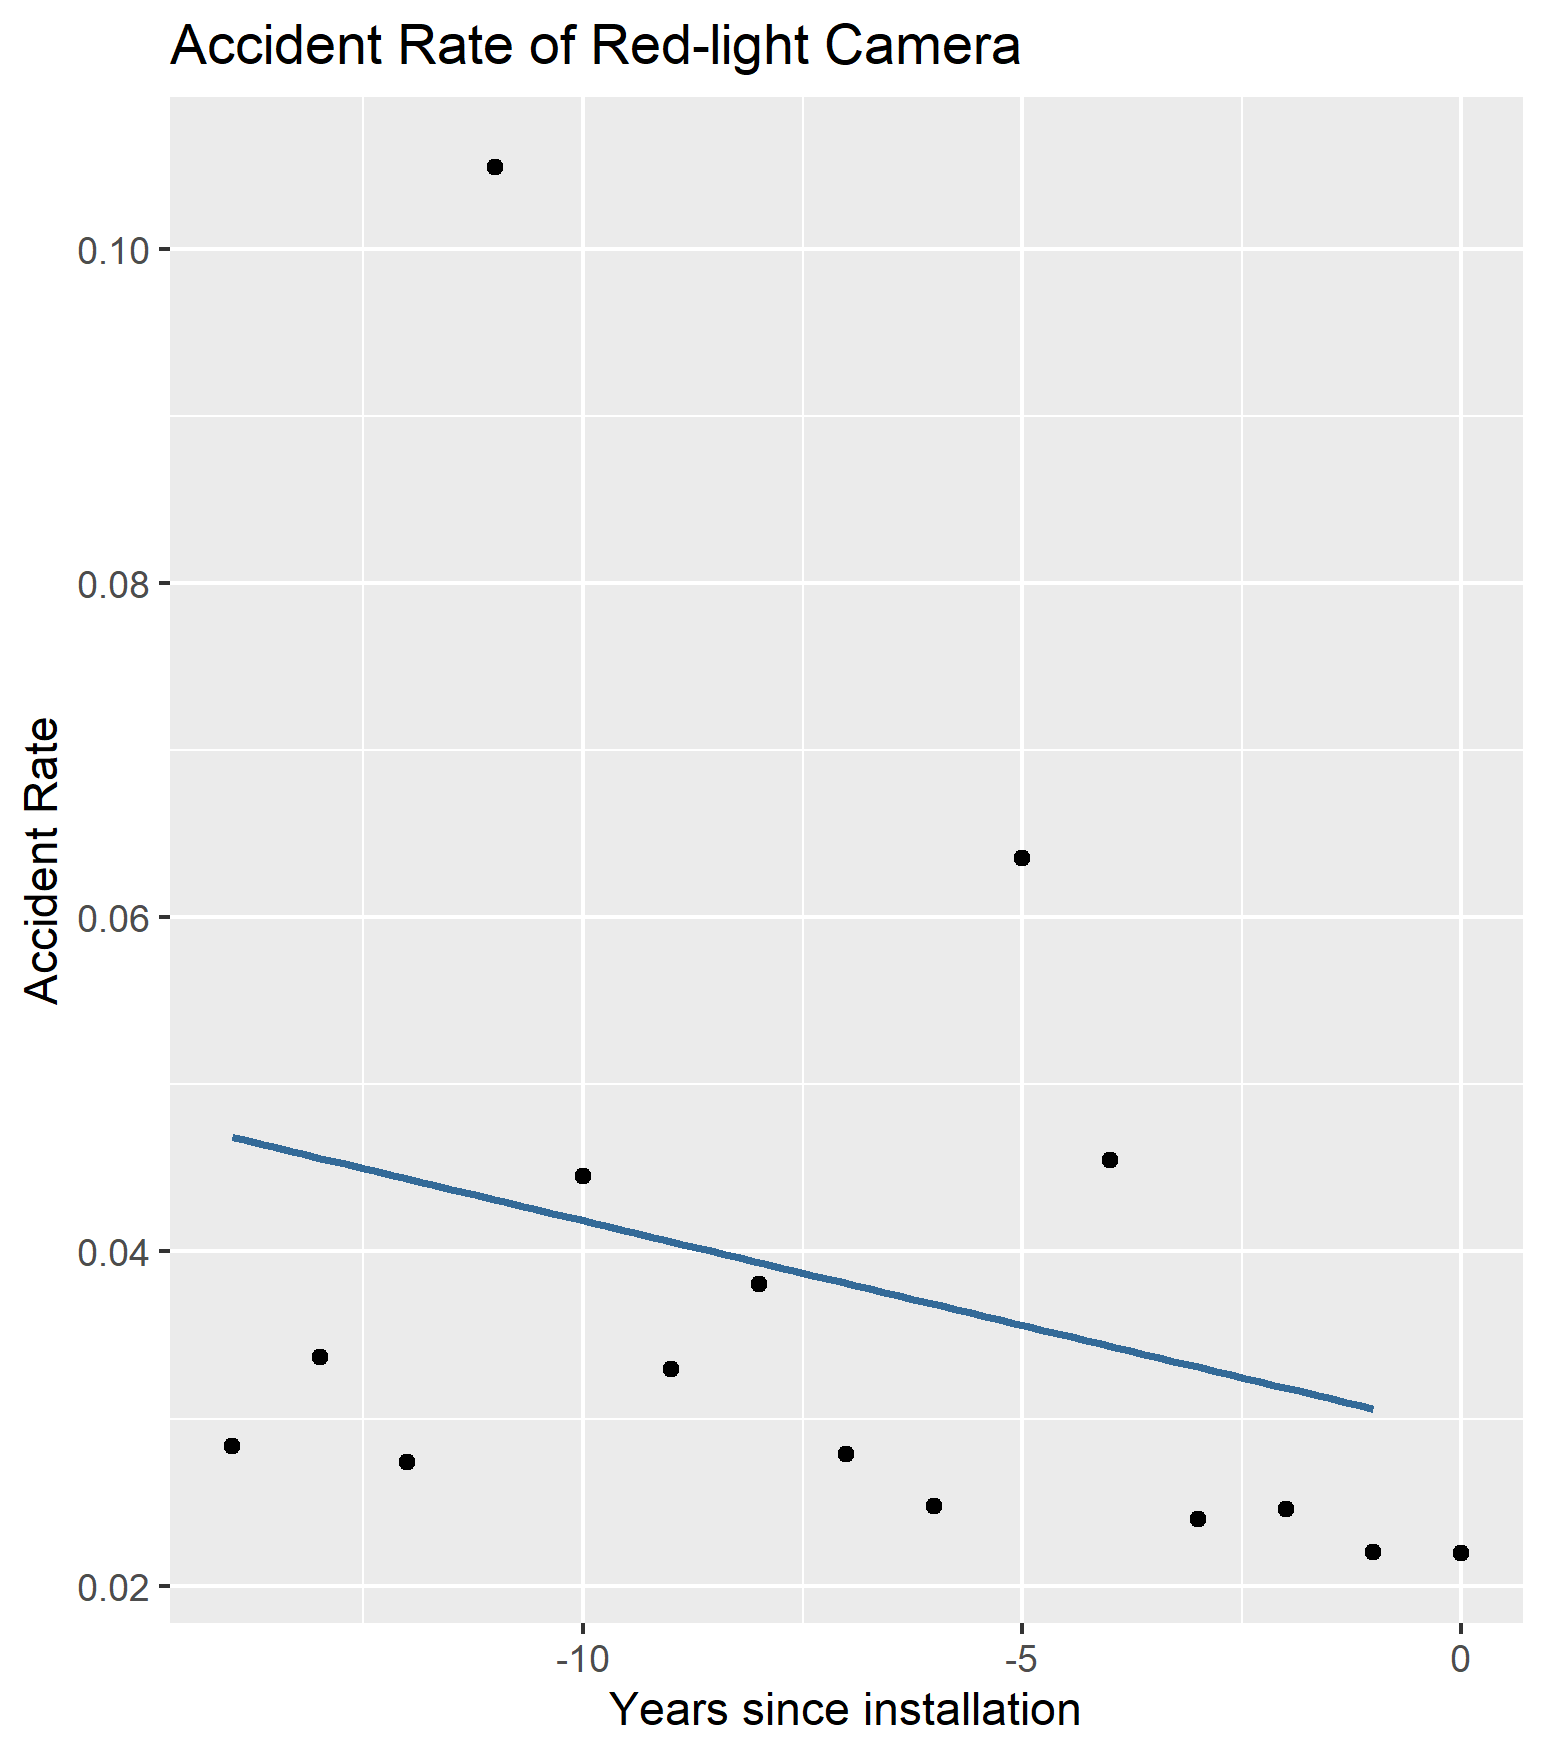 Accident Rate of Red-light Camera
Accident Rate
0.10
0.08
0.06
0.04
0.02
-10 -5 0
Years since installation